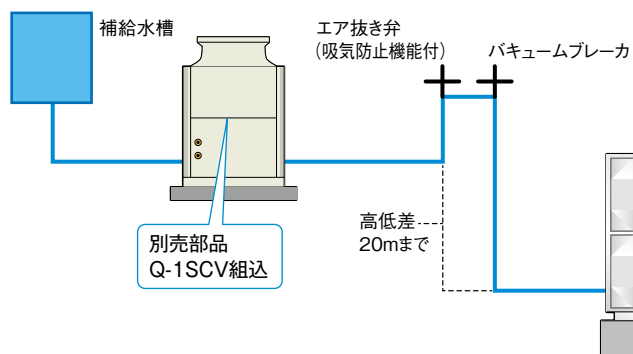 補給水槽
エア抜き弁
（吸気防止機能付）
バキュームブレーカ
別売部品
Q-1SCV組込
高低差
20mまで